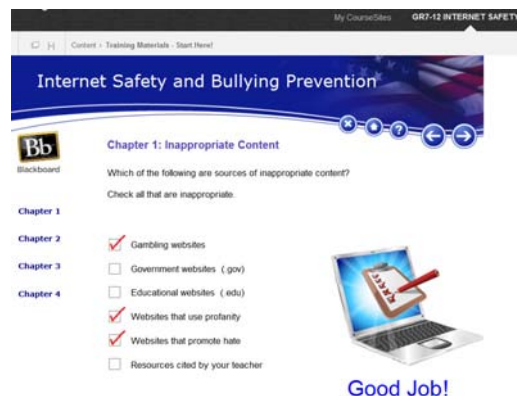 My CourseSites GR7-12 INTERNET SAFETY
Content > Training Materials - Start Here!
Internet Safety and Bullying Prevention
Bb
Blackboard
Chapter 1: Inappropriate Content
Which of the following are sources of inappropriate content?
Check all that are inappropriate.
Chapter 1
Chapter 2
Chapter 3
Chapter 4
Gambling websites
Government websites (.gov)
Educational websites (.edu)
Websites that use profanity
Websites that promote hate
Resources cited by your teacher
Good Job!